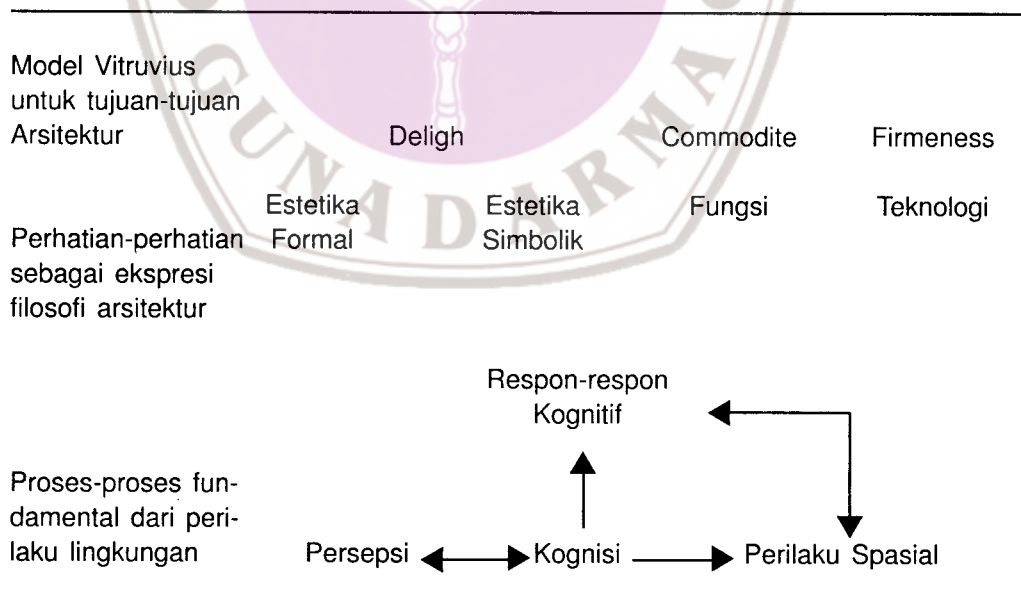 Model Vitruvius
untuk tujuan-tujuan
Arsitektur
Deligh
Commodite
Firmeness
Perhatian-perhatian
sebagai ekspresi
filosofi arsitektur
Estetika
Formal
Estetika
Simbolik
Fungsi
Teknologi
Proses-proses fun-
damental dari peri-
laku lingkungan
Respon-respon
Kognitif
Persepsi
Kognisi
Perilaku Spasial
GUNADARMA